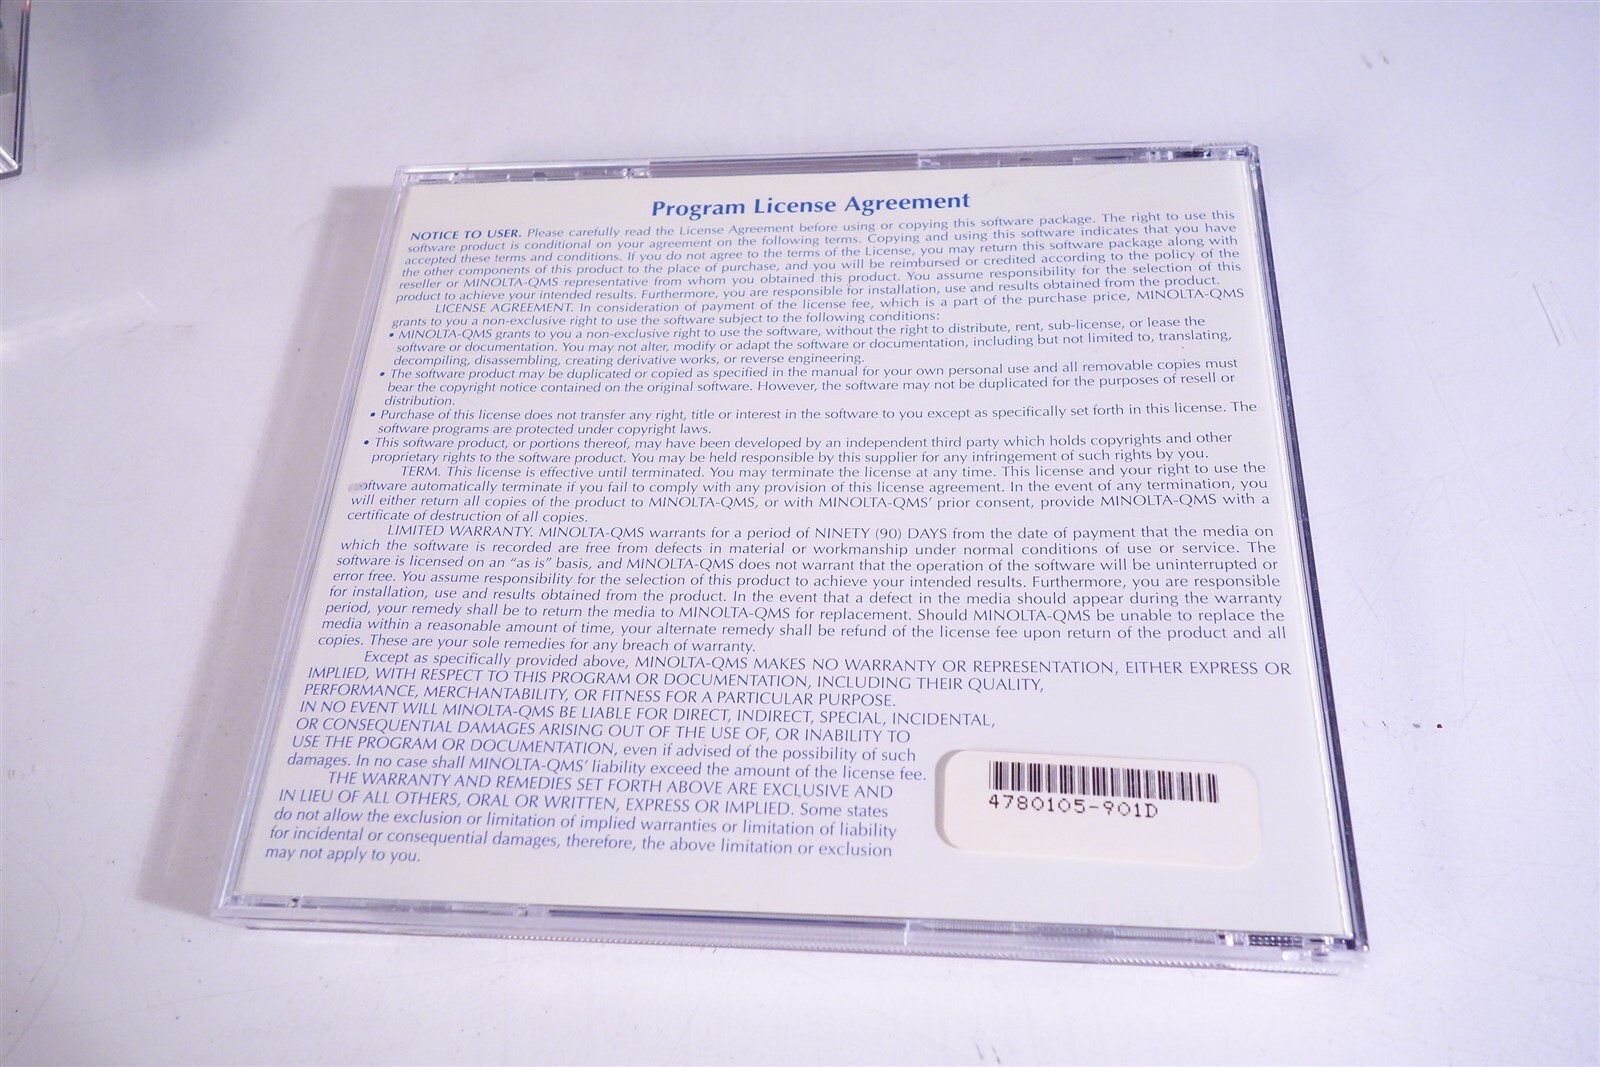 Program License Agreement
NOTICE TO USER. Please carefully read the License Agreement before using or copying this software package. The right to use this
software product is conditional on your agreement on the following terms. Copying and using this software indicates that you have
accepted these terms and conditions. If you do not agree to the terms of the License, you may return this software package along with
the other components of this product to the place of purchase, and you will be reimbursed or credited according to the policy of the
reseller or MINOLTA-QMS representative from whom you obtained this product. You assume responsibility for the selection of this
product to achieve your intended results. Furthermore, you are responsible for installation, use and results obtained from the product.
LICENSE AGREEMENT. In consideration of payment of the license fee, which is a part of the purchase price, MINOLTA-QMS
grants to you a non-exclusive right to use the software subject to the following conditions:
• MINOLTA-QMS grants to you a non-exclusive right to use the software, without the right to distribute, rent, sub-license, or lease the
software or documentation. You may not alter, modify or adapt the software or documentation, including but not limited to, translating,
decompiling, disassembling, creating derivative works, or reverse engineering.
• The software product may be duplicated or copied as specified in the manual for your own personal use and all removable copies must
bear the copyright notice contained on the original software. However, the software may not be duplicated for the purposes of resell or
distribution.
• Purchase of this license does not transfer any right, title or interest in the software to you except as specifically set forth in this license. The
software programs are protected under copyright laws.
• This software product, or portions thereof, may have been developed by an independent third party which holds copyrights and other
proprietary rights to the software product. You may be held responsible by this supplier for any infringement of such rights by you.
TERM. This license is effective until terminated. You may terminate the license at any time. This license and your right to use the
software automatically terminate if you fail to comply with any provision of this license agreement. In the event of any termination, you
will either return all copies of the product to MINOLTA-QMS, or with MINOLTA-QMS' prior consent, provide MINOLTA-QMS with a
certificate of destruction of all copies.
LIMITED WARRANTY. MINOLTA-QMS warrants for a period of NINETY (90) DAYS from the date of payment that the media on
which the software is recorded are free from defects in material or workmanship under normal conditions of use or service. The
software is licensed on an "as is" basis, and MINOLTA-QMS does not warrant that the operation of the software will be uninterrupted or
error free. You assume responsibility for the selection of this product to achieve your intended results. Furthermore, you are responsible
for installation, use and results obtained from the product. In the event that a defect in the media should appear during the warranty
period, your remedy shall be to return the media to MINOLTA-QMS for replacement. Should MINOLTA-QMS be unable to replace the
media within a reasonable amount of time, your alternate remedy shall be refund of the license fee upon return of the product and all
copies. These are your sole remedies for any breach of warranty.
Except as specifically provided above, MINOLTA-QMS MAKES NO WARRANTY OR REPRESENTATION, EITHER EXPRESS OR
IMPLIED, WITH RESPECT TO THIS PROGRAM OR DOCUMENTATION, INCLUDING THEIR QUALITY,
PERFORMANCE, MERCHANTABILITY, OR FITNESS FOR A PARTICULAR PURPOSE.
IN NO EVENT WILL MINOLTA-QMS BE LIABLE FOR DIRECT, INDIRECT, SPECIAL, INCIDENTAL,
OR CONSEQUENTIAL DAMAGES ARISING OUT OF THE USE OF, OR INABILITY TO
USE THE PROGRAM OR DOCUMENTATION, even if advised of the possibility of such
damages. In no case shall MINOLTA-QMS' liability exceed the amount of the license fee.
THE WARRANTY AND REMEDIES SET FORTH ABOVE ARE EXCLUSIVE AND
IN LIEU OF ALL OTHERS, ORAL OR WRITTEN, EXPRESS OR IMPLIED. Some states
do not allow the exclusion or limitation of implied warranties or limitation of liability
for incidental or consequential damages, therefore, the above limitation or exclusion
may not apply to you.
4780105-901D